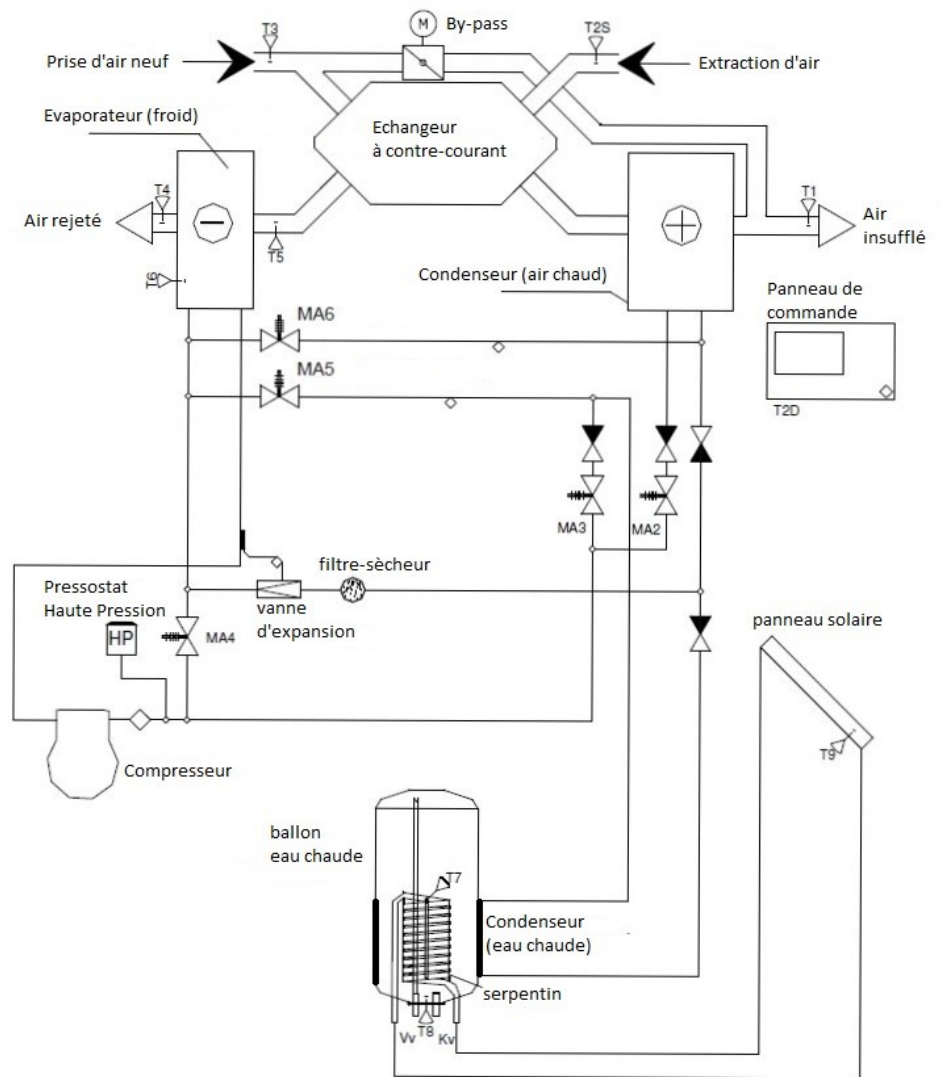 T3
M
By-pass
T2S
Prise d'air neuf
Extraction d'air
Evaporateur (froid)
Echangeur
à contre-courant
T4
T1
Air rejeté
T5
Air
insufflé
T6
Condenseur (air chaud)
Panneau de
commande
MA6
MA5
T2D
MA3
MA2
filtre-sècheur
Pressostat
Haute Pression
HP
vanne
d'expansion
MA4
panneau solaire
T9
Compresseur
ballon
eau chaude
T7
Condenseur
(eau chaude)
serpentin
Vv
T8
Kv